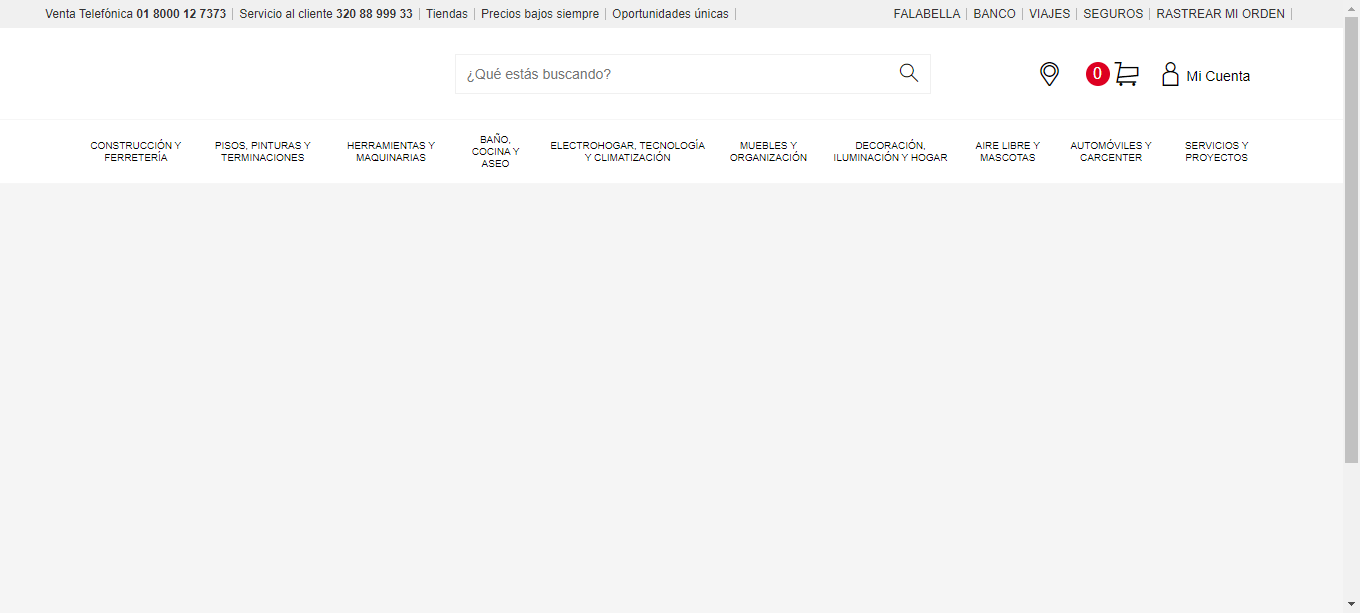 Venta Telefónica 01 8000 12 7373 Servicio al cliente 320 88 999 33 Tiendas Precios bajos siempre Oportunidades únicas FALABELLA BANCO VIAJES SEGUROS RASTREAR MI ORDEN
¿Qué estás buscando? 0 Mi Cuenta
CONSTRUCCIÓN Y
FERRETERÍA
PISOS, PINTURAS Y
TERMINACIONES
HERRAMIENTAS Y
MAQUINARIAS
BAÑO,
COCINA Y
ASEO
ELECTROHOGAR, TECNOLOGÍA
Y CLIMATIZACIÓN
MUEBLES Y
ORGANIZACIÓN
DECORACIÓN,
ILUMINACIÓN Y HOGAR
AIRE LIBRE Y
MASCOTAS
AUTOMÓVILES Y
CARCENTER
SERVICIOS Y
PROYECTOS